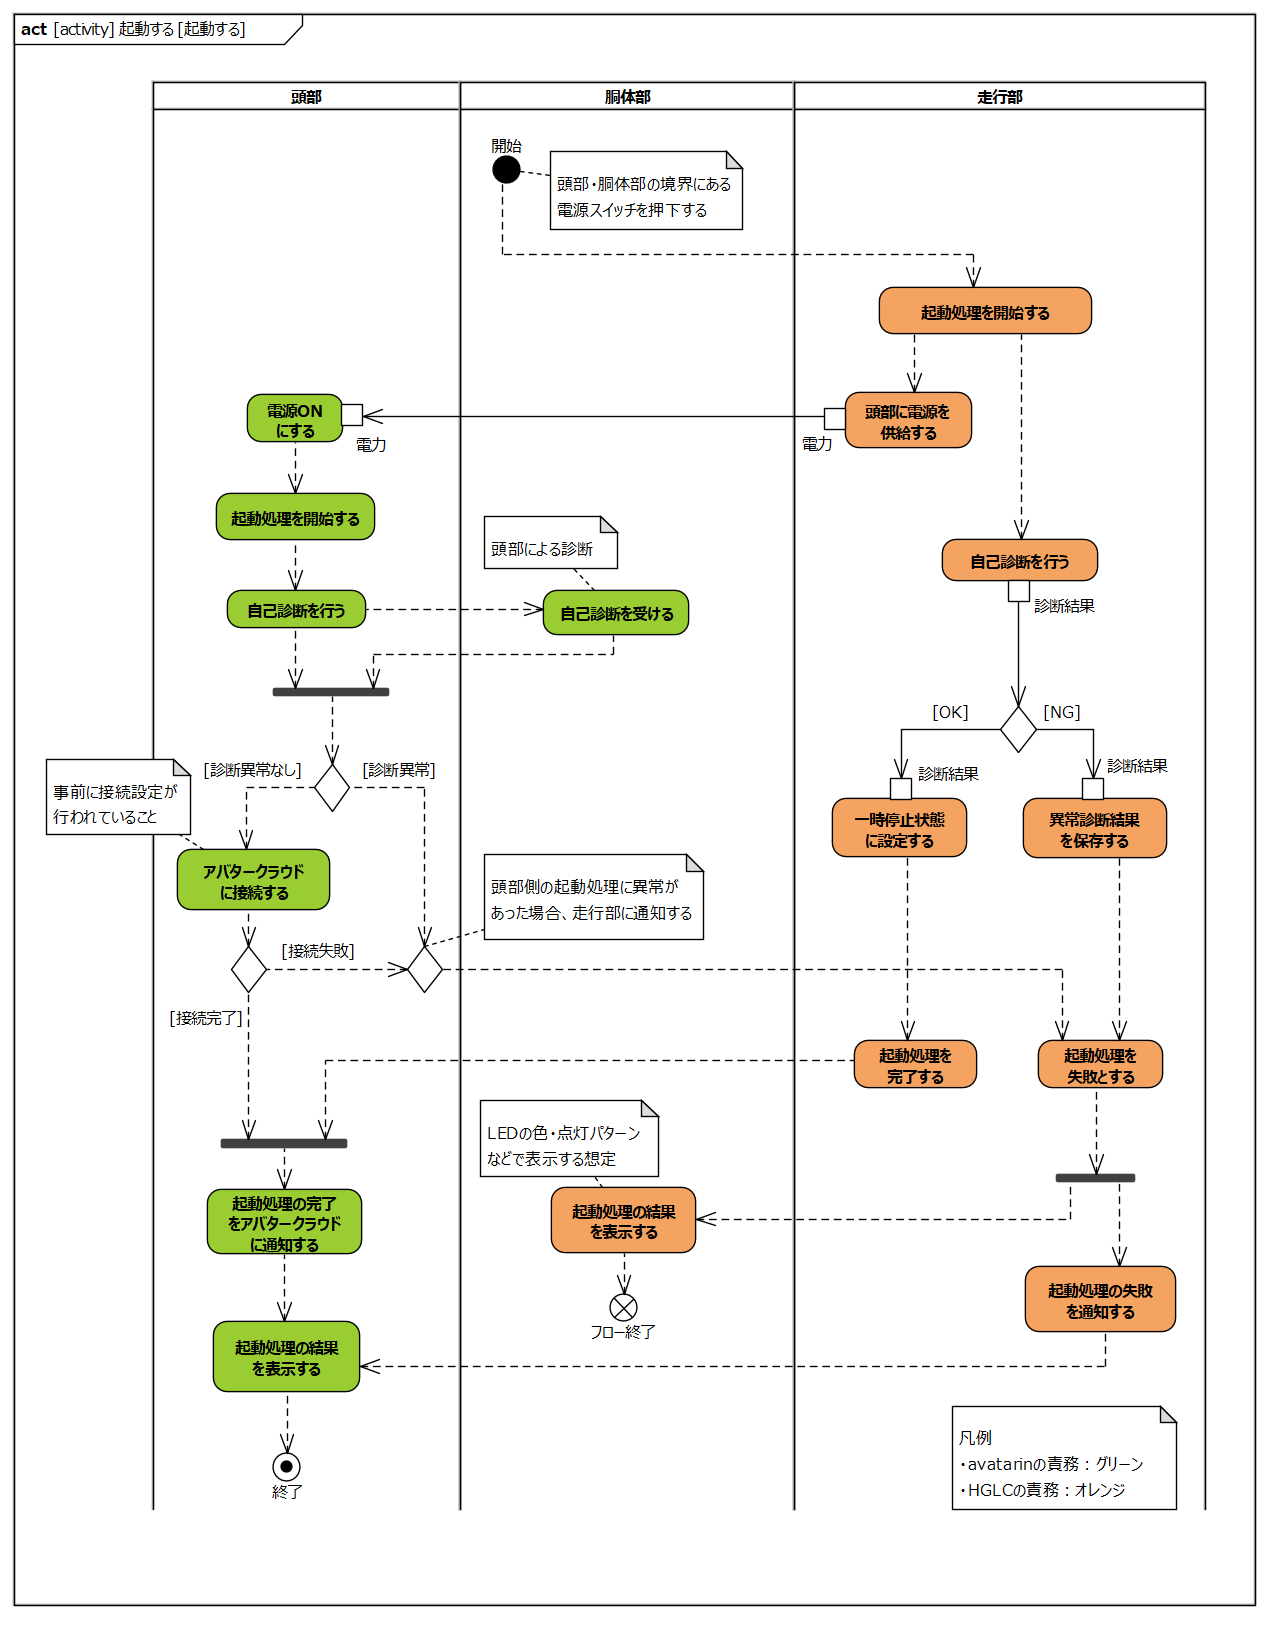 act [activity] 起動する [起動する]
頭部
胴体部
走行部
開始
頭部・胴体部の境界にある
電源スイッチを押下する
起動処理を開始する
電源ON
にする
電力
頭部に電源を
供給する
電力
起動処理を開始する
頭部による診断
自己診断を行う
自己診断を受ける
自己診断を行う
診断結果
[OK]
[NG]
[診断異常なし]
[診断異常]
診断結果
診断結果
事前に接続設定が
行われていること
一時停止状態
に設定する
異常診断結果
を保存する
アバタークラウド
に接続する
頭部側の起動処理に異常が
あった場合、走行部に通知する
[接続失敗]
[接続完了]
起動処理を
完了する
起動処理を
失敗とする
LEDの色・点灯パターン
などで表示する想定
起動処理の完了
をアバタークラウド
に通知する
起動処理の結果
を表示する
起動処理の失敗
を通知する
フロー終了
起動処理の結果
を表示する
終了
凡例
・avatarinの責務：グリーン
・HGLCの責務：オレンジ